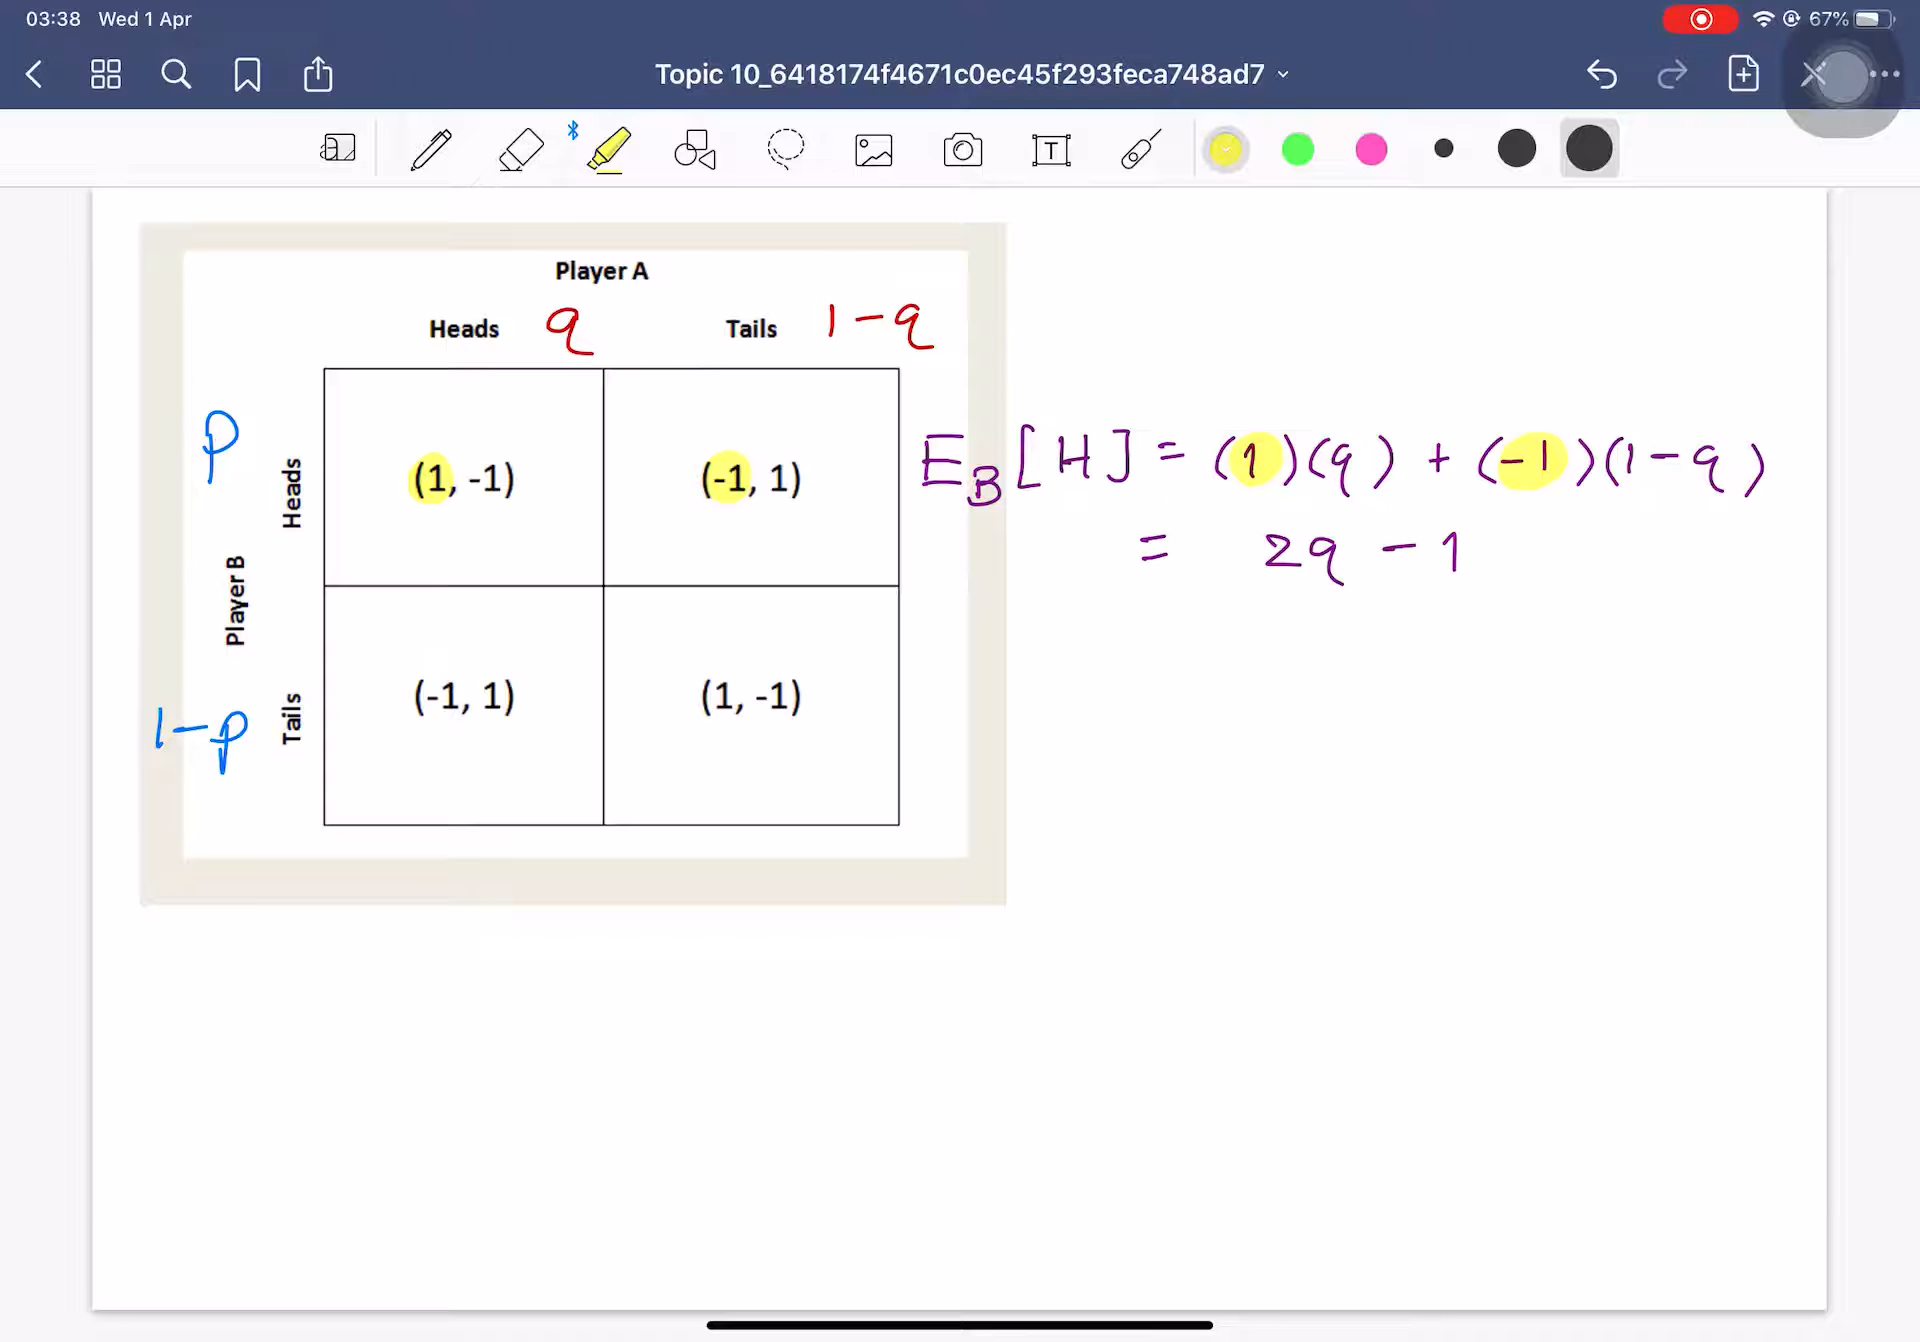 03:38 Wed 1 Apr 67%
Topic 10_6418174f4671c0ec45f293feca748ad7
Player A
Heads q Tails 1-q
p
Heads
(1, -1) (-1, 1)
E_B[H] = (1)(q) + (-1)(1-q)
= 2q - 1
Player B
1-p
Tails
(-1, 1) (1, -1)